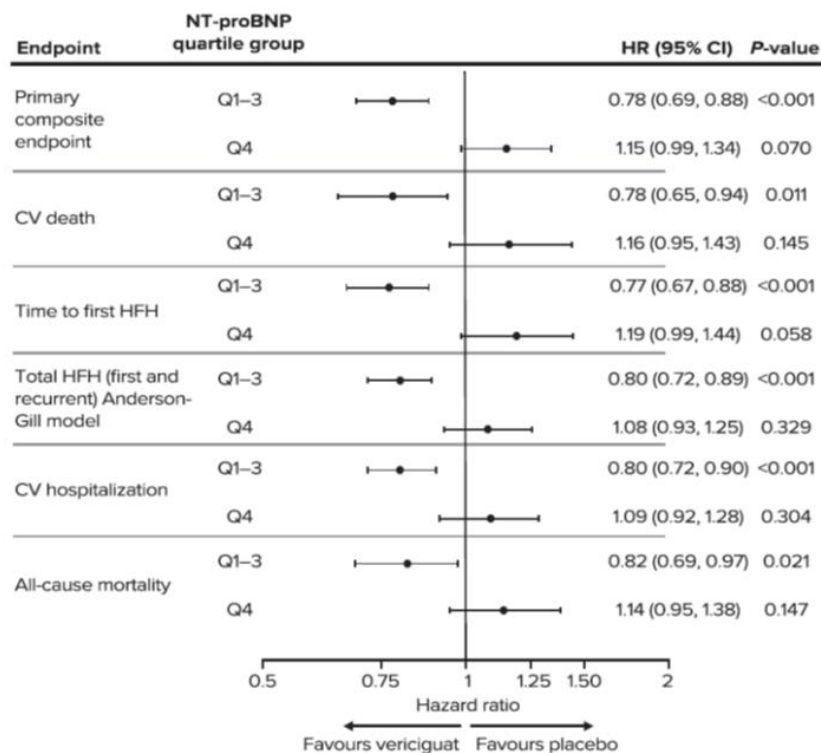 NT-proBNP
Endpoint quartile group HR (95% CI) P-value
Primary
composite
endpoint
Q1–3 0.78 (0.69, 0.88) <0.001
Q4 1.15 (0.99, 1.34) 0.070
CV death
Q1–3 0.78 (0.65, 0.94) 0.011
Q4 1.16 (0.95, 1.43) 0.145
Time to first HFH
Q1–3 0.77 (0.67, 0.88) <0.001
Q4 1.19 (0.99, 1.44) 0.058
Total HFH (first and
recurrent) Anderson-
Gill model
Q1–3 0.80 (0.72, 0.89) <0.001
Q4 1.08 (0.93, 1.25) 0.329
CV hospitalization
Q1–3 0.80 (0.72, 0.90) <0.001
Q4 1.09 (0.92, 1.28) 0.304
All-cause mortality
Q1–3 0.82 (0.69, 0.97) 0.021
Q4 1.14 (0.95, 1.38) 0.147
0.5 0.75 1 1.25 1.50 2
Hazard ratio
Favours vericiguat Favours placebo